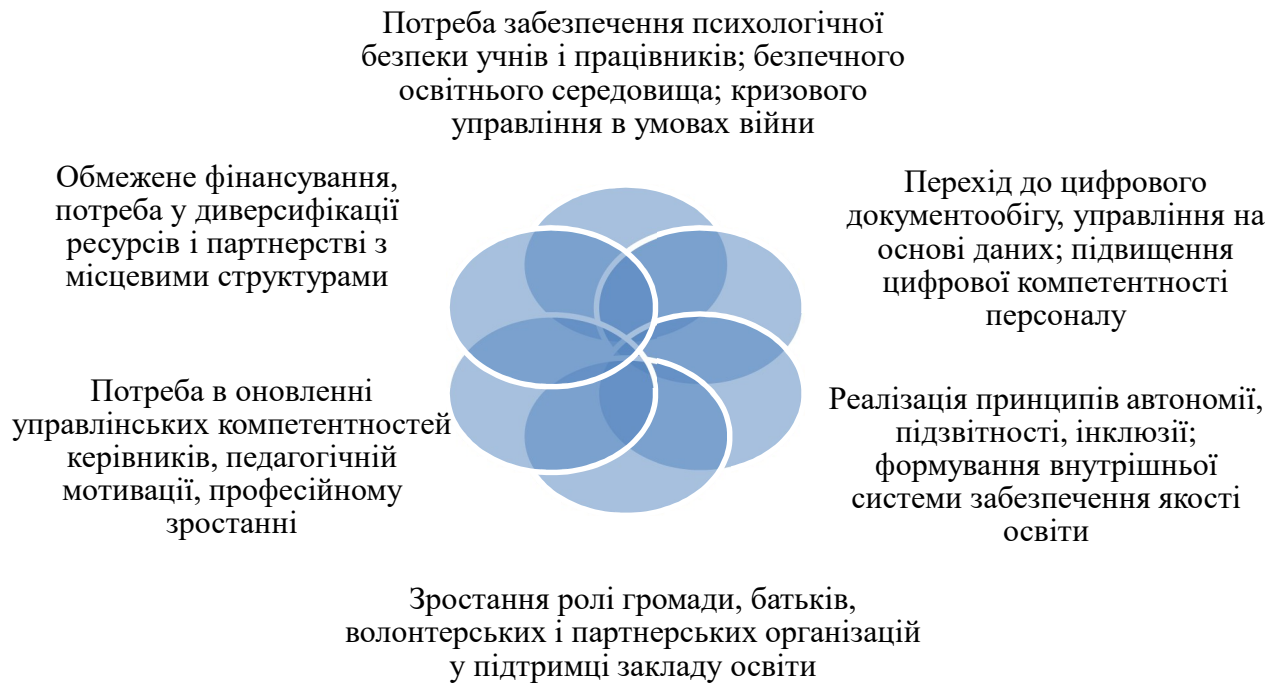 Потреба забезпечення психологічної
безпеки учнів і працівників; безпечного
освітнього середовища; кризового
управління в умовах війни
Перехід до цифрового
документообігу, управління на
основі даних; підвищення
цифрової компетентності
персоналу
Реалізація принципів автономії,
підзвітності, інклюзії;
формування внутрішньої
системи забезпечення якості
освіти
Зростання ролі громади, батьків,
волонтерських і партнерських організацій
у підтримці закладу освіти
Потреба в оновленні
управлінських компетентностей
керівників, педагогічній
мотивації, професійному
зростанні
Обмежене фінансування,
потреба у диверсифікації
ресурсів і партнерстві з
місцевими структурами